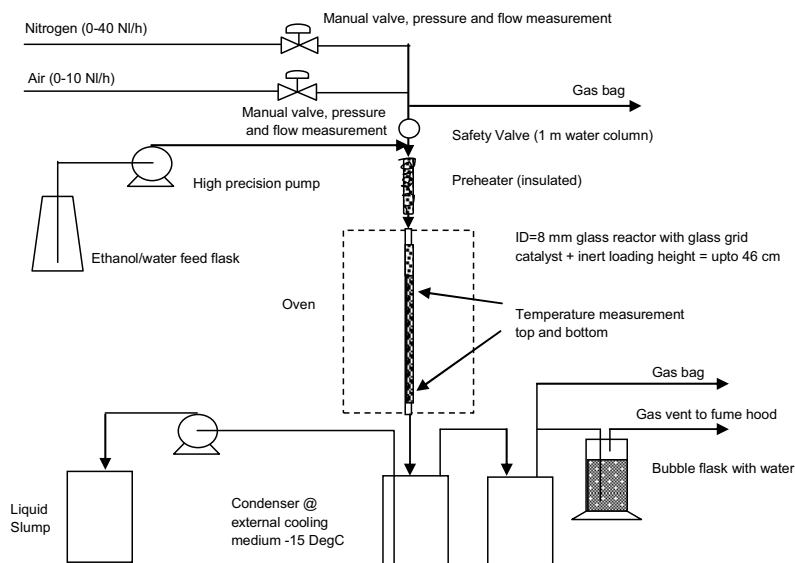 Nitrogen (0-40 Nl/h)
Manual valve, pressure and flow measurement
Air (0-10 Nl/h)
Gas bag
Manual valve, pressure
and flow measurement
Safety Valve (1 m water column)
High precision pump
Preheater (insulated)
Ethanol/water feed flask
ID=8 mm glass reactor with glass grid
catalyst + inert loading height = upto 46 cm
Oven
Temperature measurement
top and bottom
Gas bag
Gas vent to fume hood
Bubble flask with water
Liquid
Slump
Condenser @
external cooling
medium -15 DegC